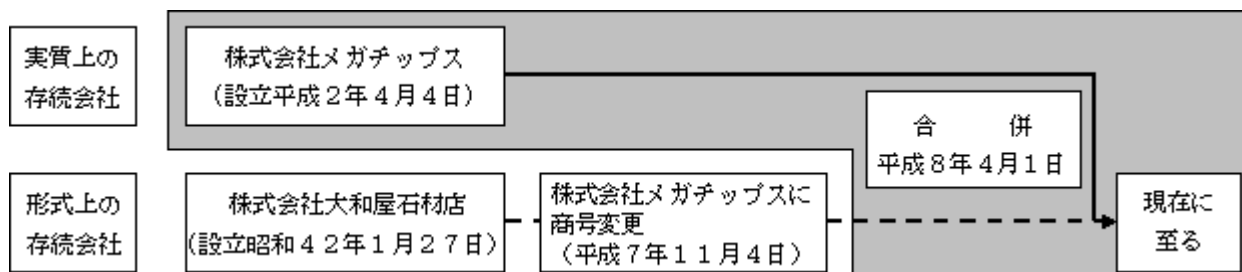 実質上の
存続会社
株式会社メガチップス
(設立平成2年4月4日)
合　　併
平成8年4月1日
形式上の
存続会社
株式会社大和屋石材店
(設立昭和42年1月27日)
株式会社メガチップスに
商号変更
(平成7年11月4日)
現在に
至る